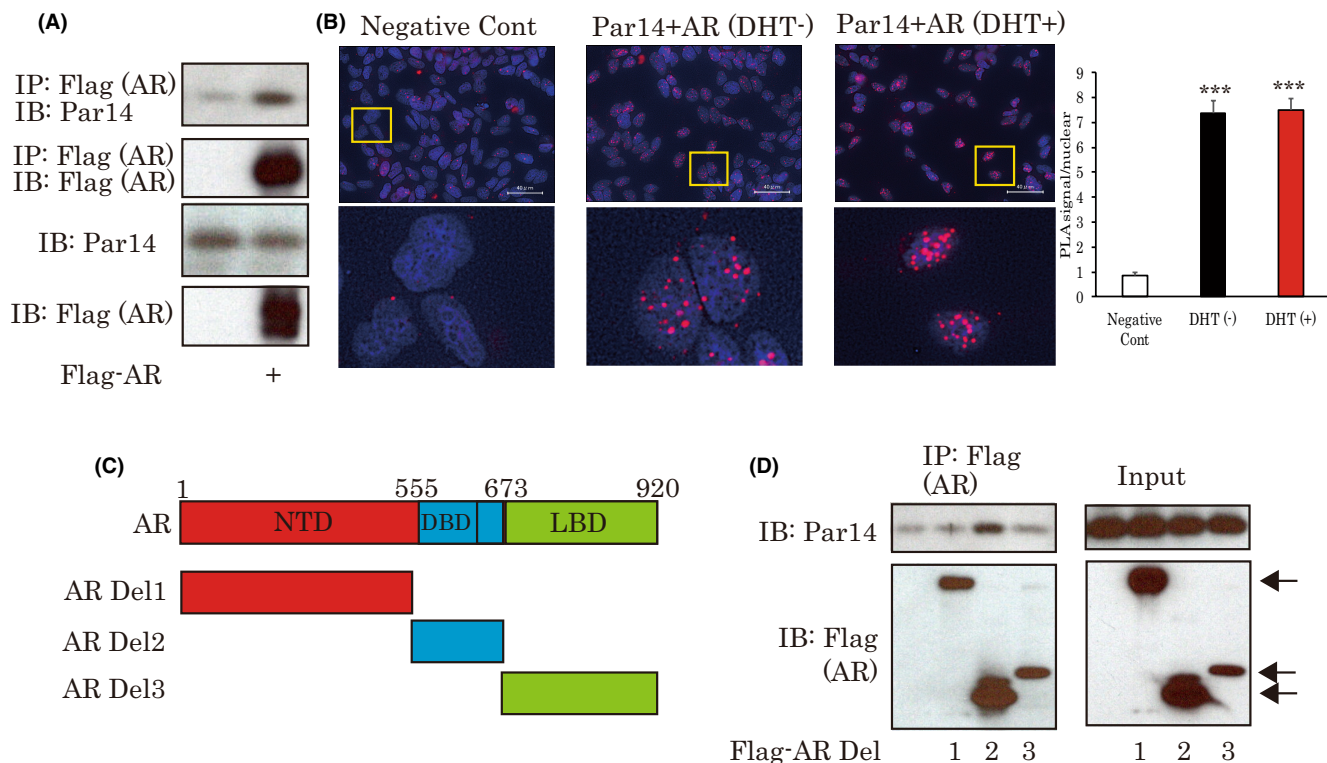 (A)
IP: Flag (AR)
IB: Par14
IP: Flag (AR)
IB: Flag (AR)
IB: Par14
IB: Flag (AR)
Flag-AR +
(B)
Negative Cont
Par14+AR (DHT-)
Par14+AR (DHT+)
40μm
40μm
40μm
PLA signal/nuclear
9
8
7
6
5
4
3
2
1
0
***
***
Negative
Cont
DHT (-)
DHT (+)
(C)
1 555 673 920
AR NTD DBD LBD
AR Del1
AR Del2
AR Del3
(D)
IP: Flag
(AR)
Input
IB: Par14
IB: Flag
(AR)
Flag-AR Del 1 2 3 1 2 3